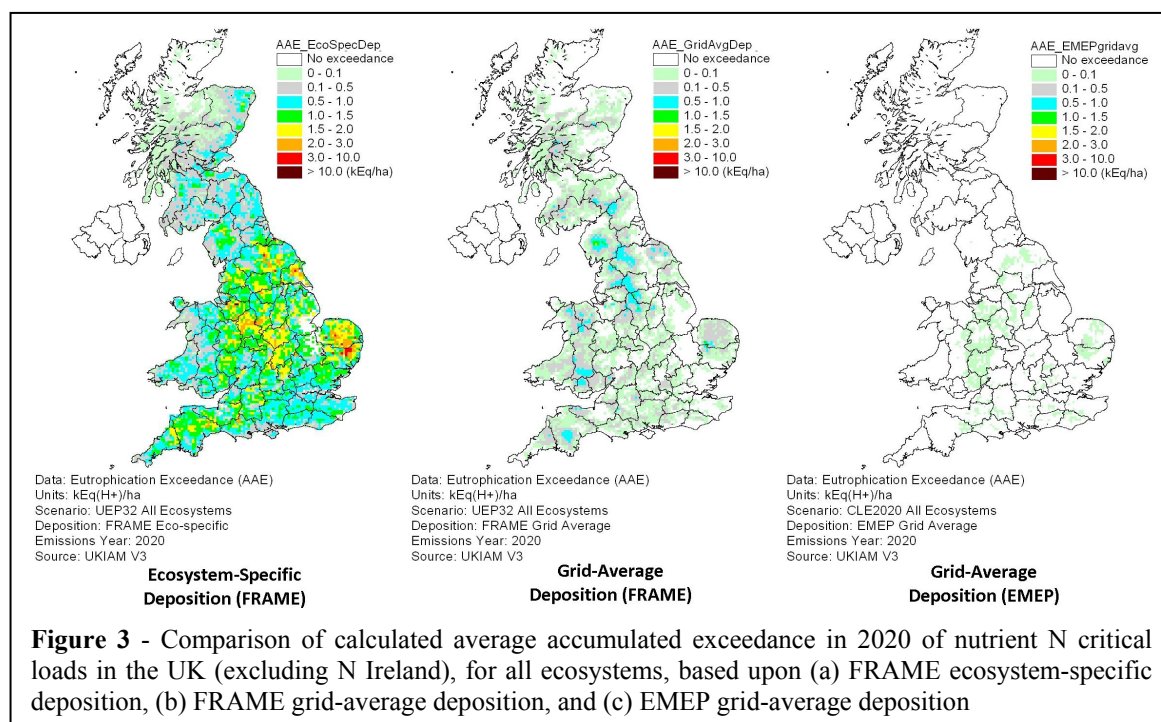 AAE_EcoSpecDep
No exceedance
0 - 0.1
0.1 - 0.5
0.5 - 1.0
1.0 - 1.5
1.5 - 2.0
2.0 - 3.0
3.0 - 10.0
> 10.0 (kEq/ha)
Data: Eutrophication Exceedance (AAE)
Units: kEq(H+)/ha
Scenario: UEP32 All Ecosystems
Deposition: FRAME Eco-specific
Emissions Year: 2020
Source: UKIAM V3
Ecosystem-Specific
Deposition (FRAME)
AAE_GridAvgDep
No exceedance
0 - 0.1
0.1 - 0.5
0.5 - 1.0
1.0 - 1.5
1.5 - 2.0
2.0 - 3.0
3.0 - 10.0
> 10.0 (kEq/ha)
Data: Eutrophication Exceedance (AAE)
Units: kEq(H+)/ha
Scenario: UEP32 All Ecosystems
Deposition: FRAME Grid Average
Emissions Year: 2020
Source: UKIAM V3
Grid-Average
Deposition (FRAME)
AAE_EMEPgridavg
No exceedance
0 - 0.1
0.1 - 0.5
0.5 - 1.0
1.0 - 1.5
1.5 - 2.0
2.0 - 3.0
3.0 - 10.0
> 10.0 (kEq/ha)
Data: Eutrophication Exceedance (AAE)
Units: kEq(H+)/ha
Scenario: CLE2020 All Ecosystems
Deposition: EMEP Grid Average
Emissions Year: 2020
Source: UKIAM V3
Grid-Average
Deposition (EMEP)
Figure 3 - Comparison of calculated average accumulated exceedance in 2020 of nutrient N critical
loads in the UK (excluding N Ireland), for all ecosystems, based upon (a) FRAME ecosystem-specific
deposition, (b) FRAME grid-average deposition, and (c) EMEP grid-average deposition